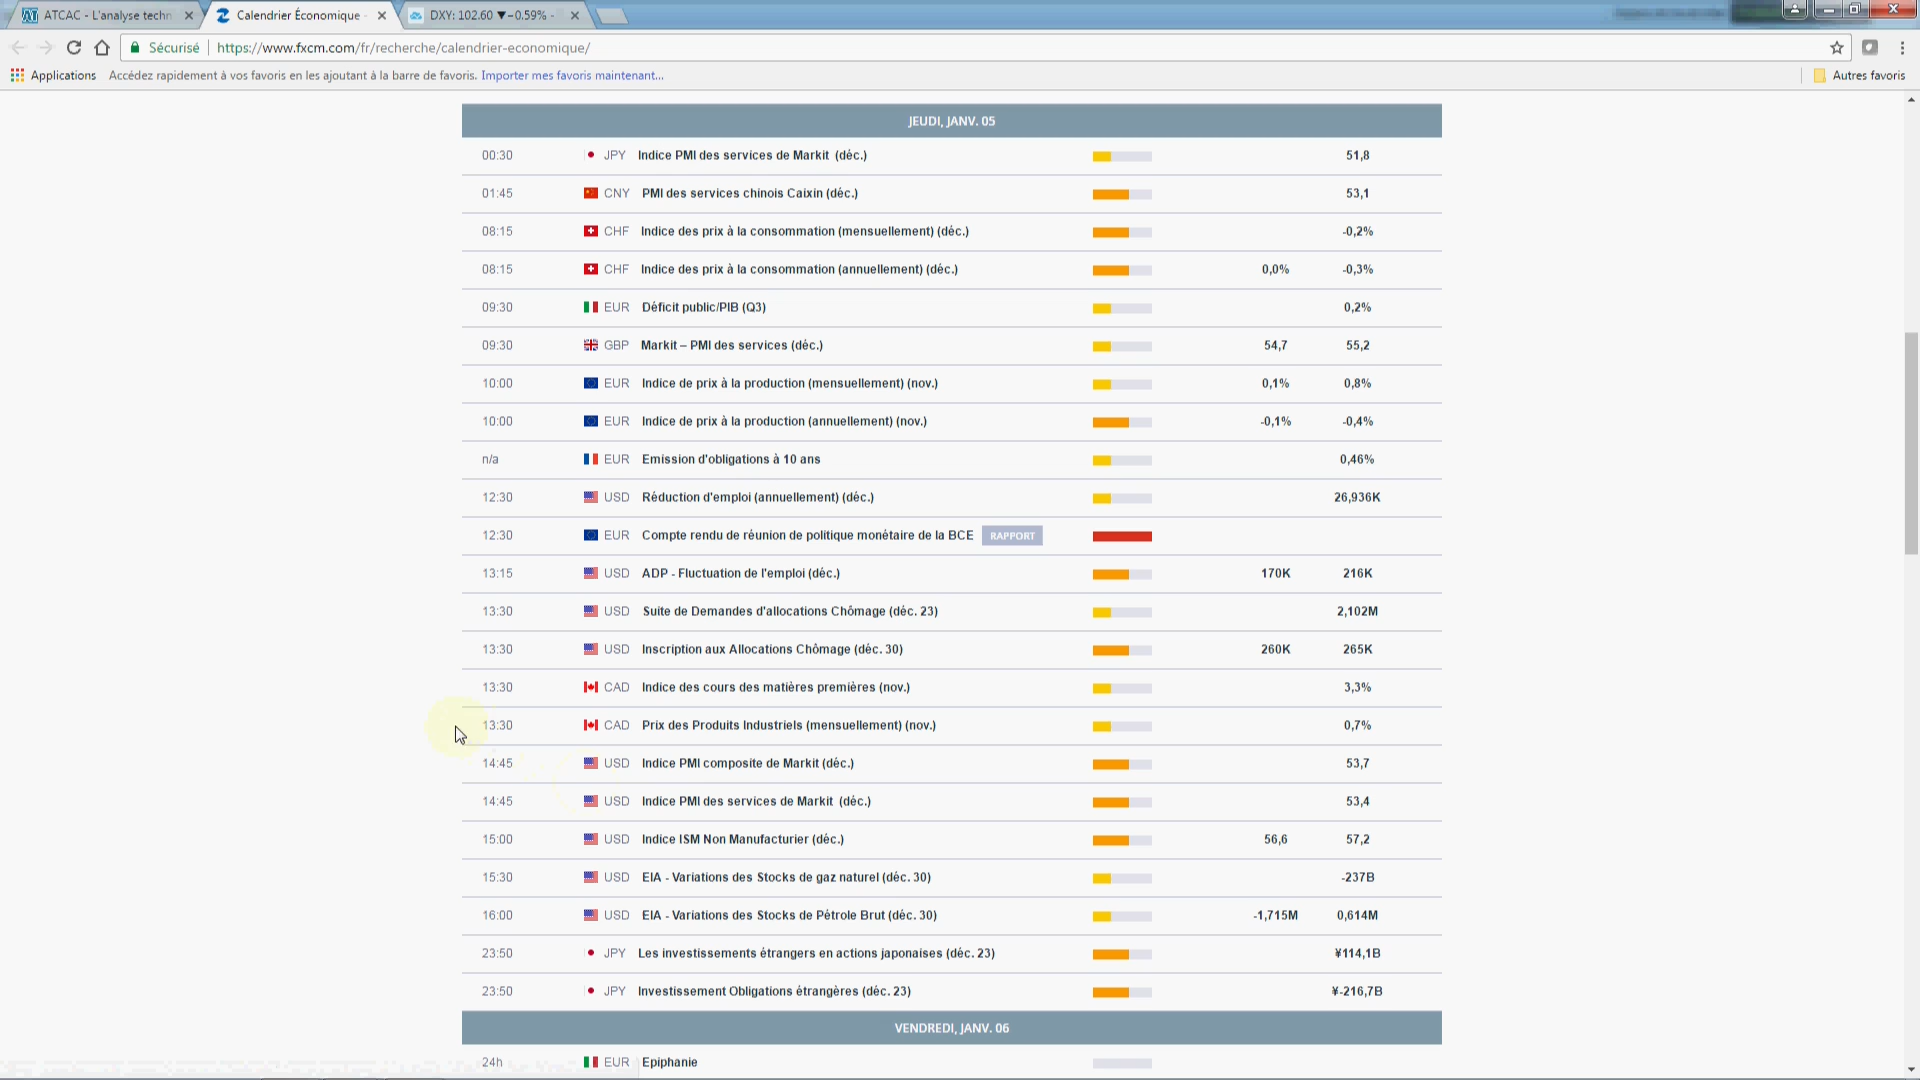 ATCAC - L'analyse techn
Calendrier Économique -
DXY: 102.60 ▼−0.59% -
Sécurisé
https://www.fxcm.com/fr/recherche/calendrier-economique/
Applications Accédez rapidement à vos favoris en les ajoutant à la barre de favoris. Importer mes favoris maintenant... Autres favoris
JEUDI, JANV. 05
00:30 JPY Indice PMI des services de Markit (déc.) 51,8
01:45 CNY PMI des services chinois Caixin (déc.) 53,1
08:15 CHF Indice des prix à la consommation (mensuellement) (déc.) -0,2%
08:15 CHF Indice des prix à la consommation (annuellement) (déc.) 0,0% -0,3%
09:30 EUR Déficit public/PIB (Q3) 0,2%
09:30 GBP Markit – PMI des services (déc.) 54,7 55,2
10:00 EUR Indice de prix à la production (mensuellement) (nov.) 0,1% 0,8%
10:00 EUR Indice de prix à la production (annuellement) (nov.) -0,1% -0,4%
n/a EUR Emission d'obligations à 10 ans 0,46%
12:30 USD Réduction d'emploi (annuellement) (déc.) 26,936K
12:30 EUR Compte rendu de réunion de politique monétaire de la BCE RAPPORT
13:15 USD ADP - Fluctuation de l'emploi (déc.) 170K 216K
13:30 USD Suite de Demandes d'allocations Chômage (déc. 23) 2,102M
13:30 USD Inscription aux Allocations Chômage (déc. 30) 260K 265K
13:30 CAD Indice des cours des matières premières (nov.) 3,3%
13:30 CAD Prix des Produits Industriels (mensuellement) (nov.) 0,7%
14:45 USD Indice PMI composite de Markit (déc.) 53,7
14:45 USD Indice PMI des services de Markit (déc.) 53,4
15:00 USD Indice ISM Non Manufacturier (déc.) 56,6 57,2
15:30 USD EIA - Variations des Stocks de gaz naturel (déc. 30) -237B
16:00 USD EIA - Variations des Stocks de Pétrole Brut (déc. 30) -1,715M 0,614M
23:50 JPY Les investissements étrangers en actions japonaises (déc. 23) ¥114,1B
23:50 JPY Investissement Obligations étrangères (déc. 23) ¥-216,7B
VENDREDI, JANV. 06
24h EUR Epiphanie